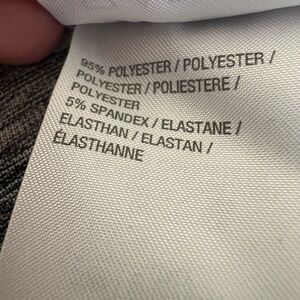 95% POLYESTER / POLYESTER /
POLYESTER / POLIESTERE /
POLYESTER
5% SPANDEX / ELASTANE /
ELASTHAN / ELASTAN /
ÉLASTHANNE